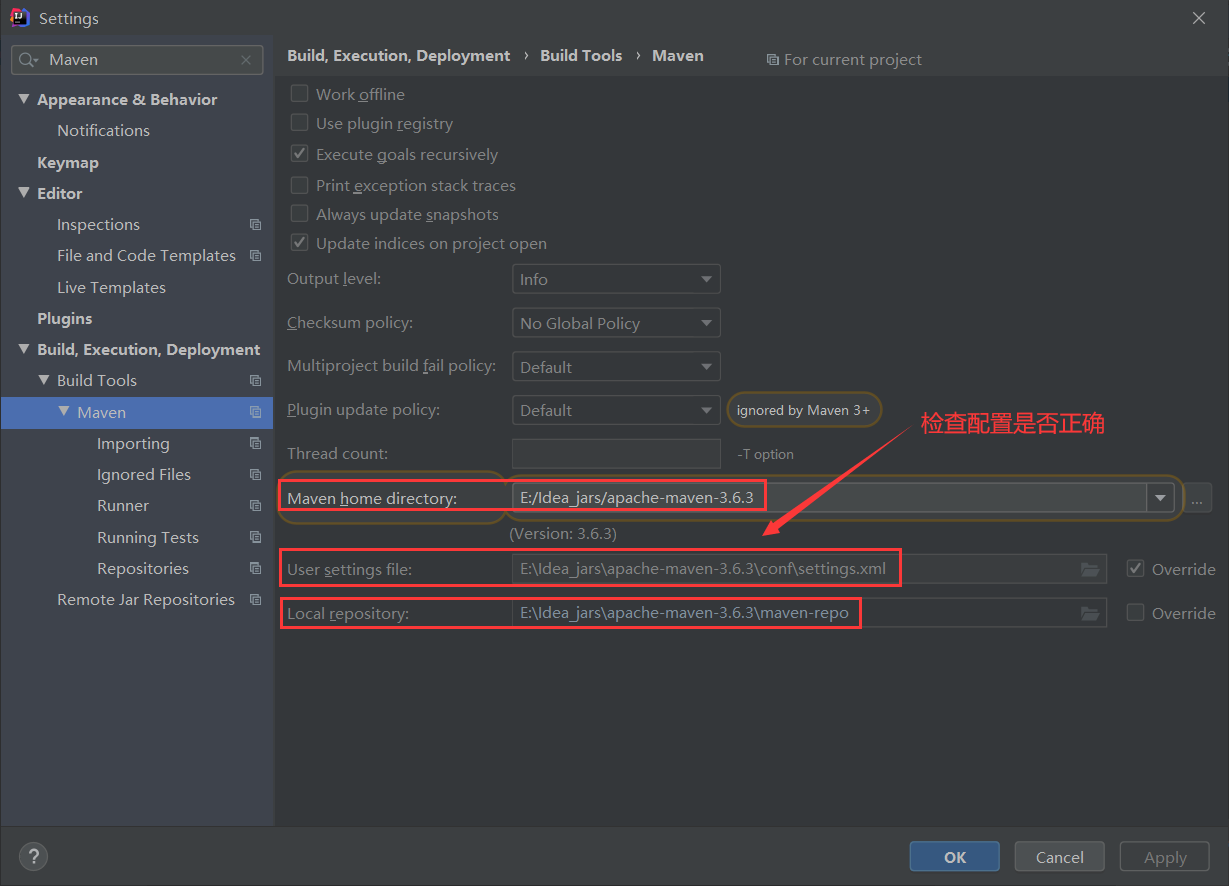 Settings
Maven
Appearance & Behavior
Notifications
Keymap
Editor
Inspections
File and Code Templates
Live Templates
Plugins
Build, Execution, Deployment
Build Tools
Maven
Importing
Ignored Files
Runner
Running Tests
Repositories
Remote Jar Repositories
Build, Execution, Deployment › Build Tools › Maven For current project
Work offline
Use plugin registry
Execute goals recursively
Print exception stack traces
Always update snapshots
Update indices on project open
Output level: Info
Checksum policy: No Global Policy
Multiproject build fail policy: Default
Plugin update policy: Default ignored by Maven 3+
检查配置是否正确
Thread count: -T option
Maven home directory: E:/Idea_jars/apache-maven-3.6.3 ...
(Version: 3.6.3)
User settings file: E:\Idea_jars\apache-maven-3.6.3\conf\settings.xml Override
Local repository: E:\Idea_jars\apache-maven-3.6.3\maven-repo Override
? OK Cancel Apply